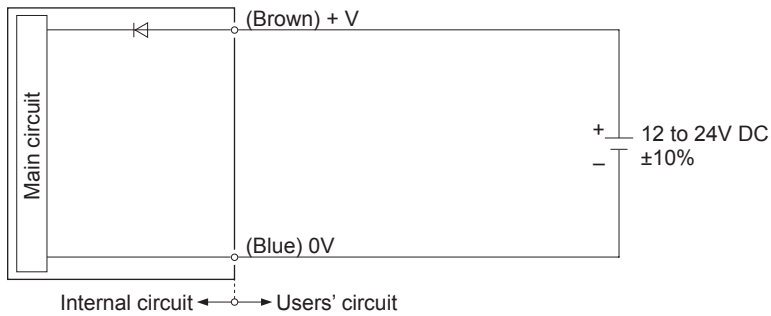 (Brown) + V
Main circuit
+
–
12 to 24V DC
±10%
(Blue) 0V
Internal circuit
Users' circuit